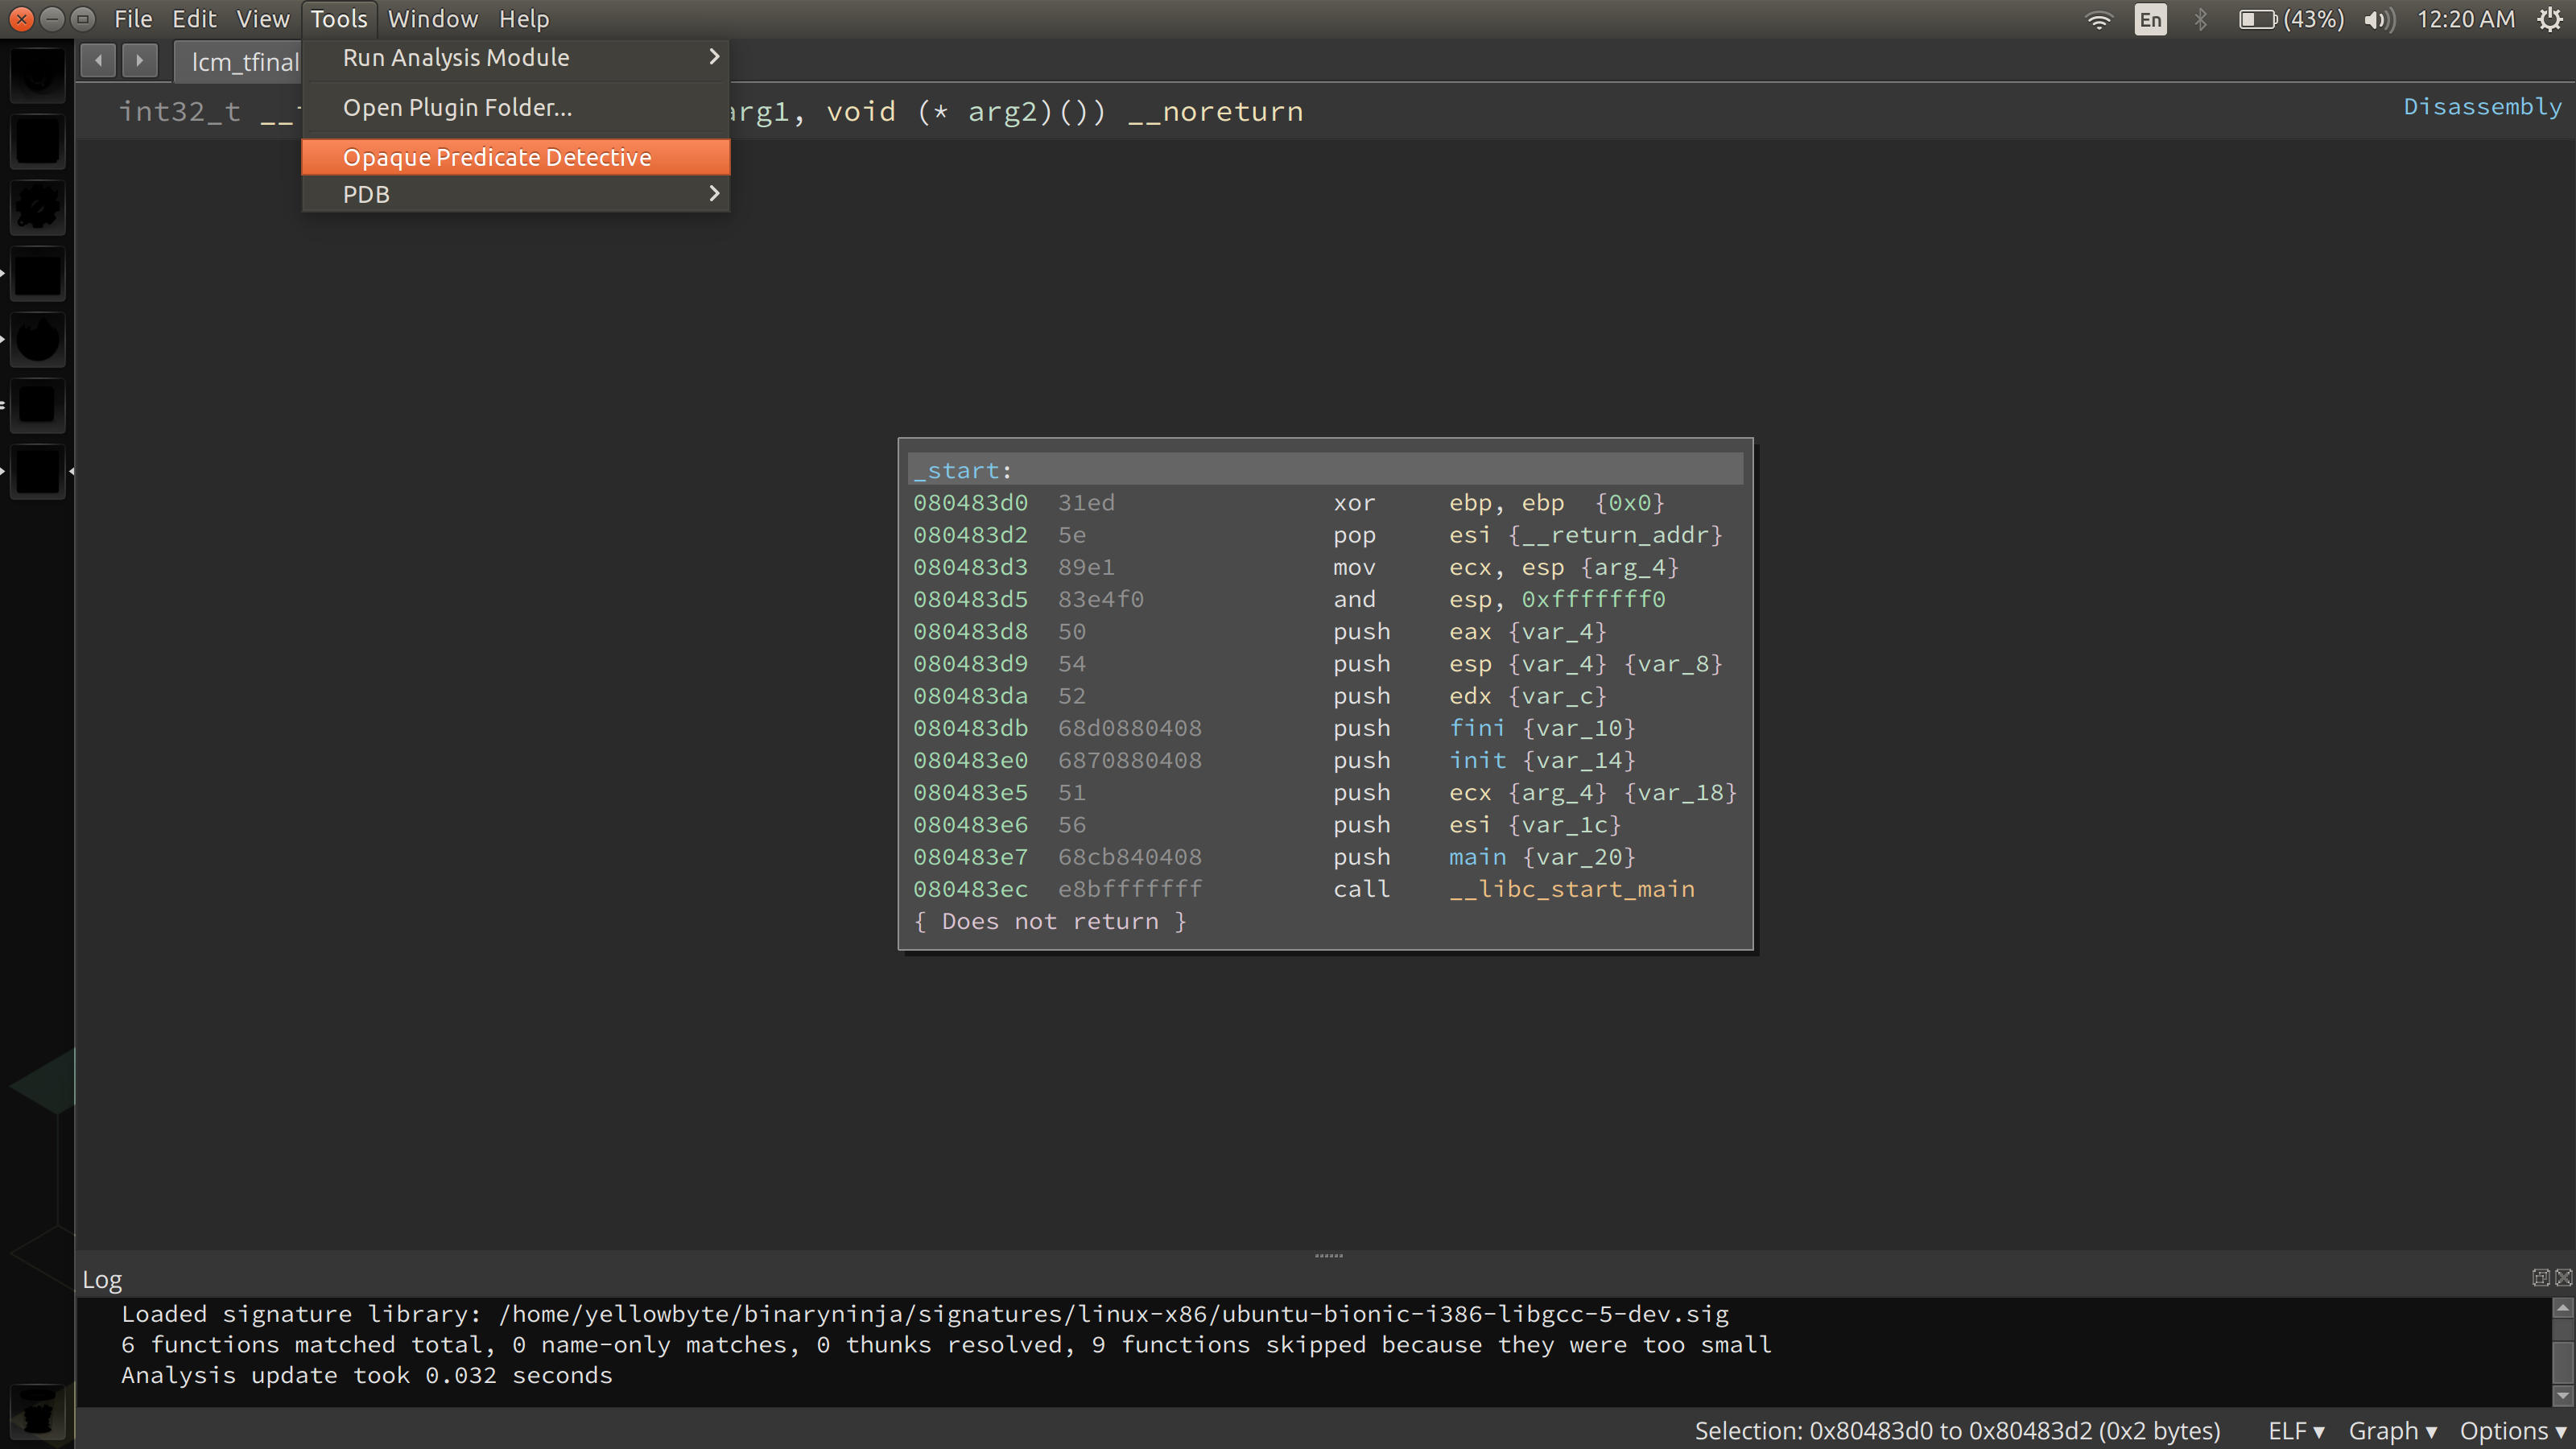 File Edit View Tools Window Help
En (43%) 12:20 AM
lcm_tfinal
Run Analysis Module
Open Plugin Folder...
Opaque Predicate Detective
PDB
int32_t __ arg1, void (* arg2)()) __noreturn
Disassembly
_start:
080483d0 31ed xor ebp, ebp {0x0}
080483d2 5e pop esi {__return_addr}
080483d3 89e1 mov ecx, esp {arg_4}
080483d5 83e4f0 and esp, 0xfffffff0
080483d8 50 push eax {var_4}
080483d9 54 push esp {var_4} {var_8}
080483da 52 push edx {var_c}
080483db 68d0880408 push fini {var_10}
080483e0 6870880408 push init {var_14}
080483e5 51 push ecx {arg_4} {var_18}
080483e6 56 push esi {var_1c}
080483e7 68cb840408 push main {var_20}
080483ec e8bfffffff call __libc_start_main
{ Does not return }
Log
Loaded signature library: /home/yellowbyte/binaryninja/signatures/linux-x86/ubuntu-bionic-i386-libgcc-5-dev.sig
6 functions matched total, 0 name-only matches, 0 thunks resolved, 9 functions skipped because they were too small
Analysis update took 0.032 seconds
Selection: 0x80483d0 to 0x80483d2 (0x2 bytes) ELF ▾ Graph ▾ Options ▾